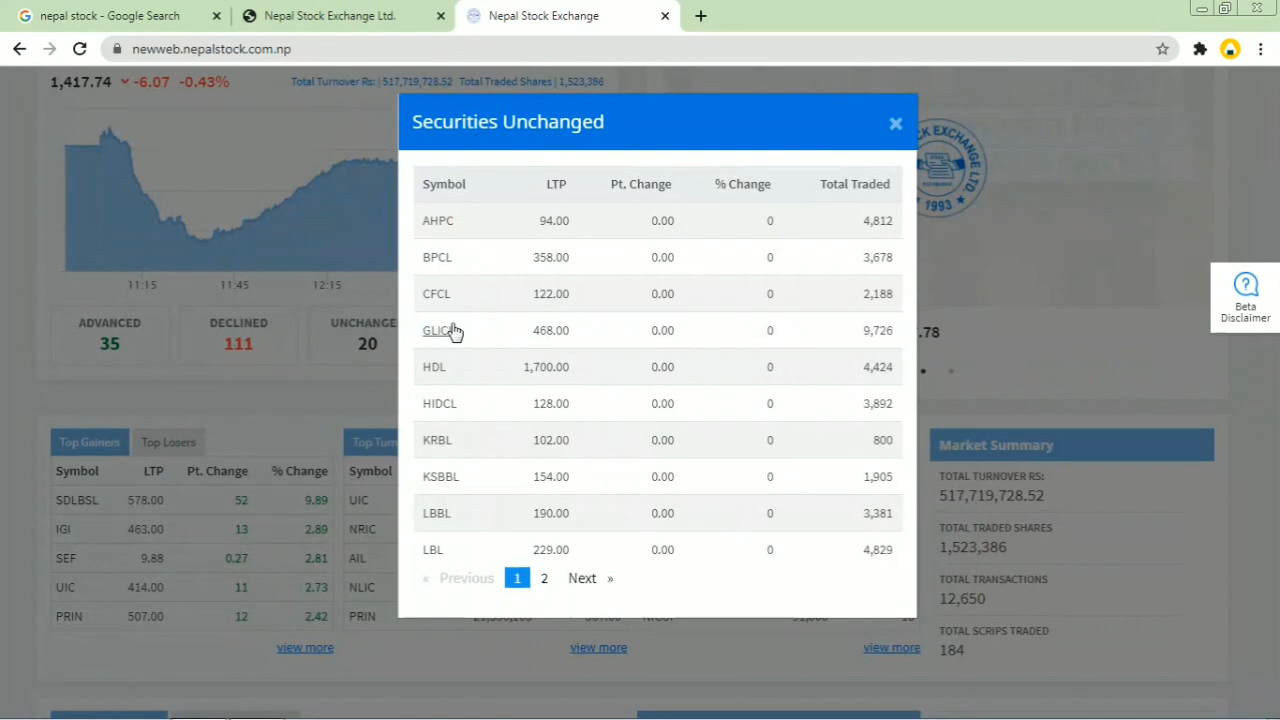 nepal stock - Google Search
Nepal Stock Exchange Ltd.
Nepal Stock Exchange
newweb.nepalstock.com.np
1,417.74 -6.07 -0.43%
Total Turnover Rs: | 517,719,728.52 Total Traded Shares | 1,523,386
11:15 11:45 12:15
ADVANCED DECLINED UNCHANGE
35 111 20
Securities Unchanged ×
Symbol LTP Pt. Change % Change Total Traded
AHPC 94.00 0.00 0 4,812
BPCL 358.00 0.00 0 3,678
CFCL 122.00 0.00 0 2,188
GLIC 468.00 0.00 0 9,726
HDL 1,700.00 0.00 0 4,424
HIDCL 128.00 0.00 0 3,892
KRBL 102.00 0.00 0 800
KSBBL 154.00 0.00 0 1,905
LBBL 190.00 0.00 0 3,381
LBL 229.00 0.00 0 4,829
« Previous 1 2 Next »
CK EXCHANGE LTD.
1993
Beta
Disclaimer
.78
Top Gainers Top Losers
Symbol LTP Pt. Change % Change
SDLBSL 578.00 52 9.89
IGI 463.00 13 2.89
SEF 9.88 0.27 2.81
UIC 414.00 11 2.73
PRIN 507.00 12 2.42
view more
Top Turn
Symbol
UIC
NRIC
AIL
NLIC
PRIN
view more
view more
Market Summary
TOTAL TURNOVER RS:
517,719,728.52
TOTAL TRADED SHARES
1,523,386
TOTAL TRANSACTIONS
12,650
TOTAL SCRIPS TRADED
184